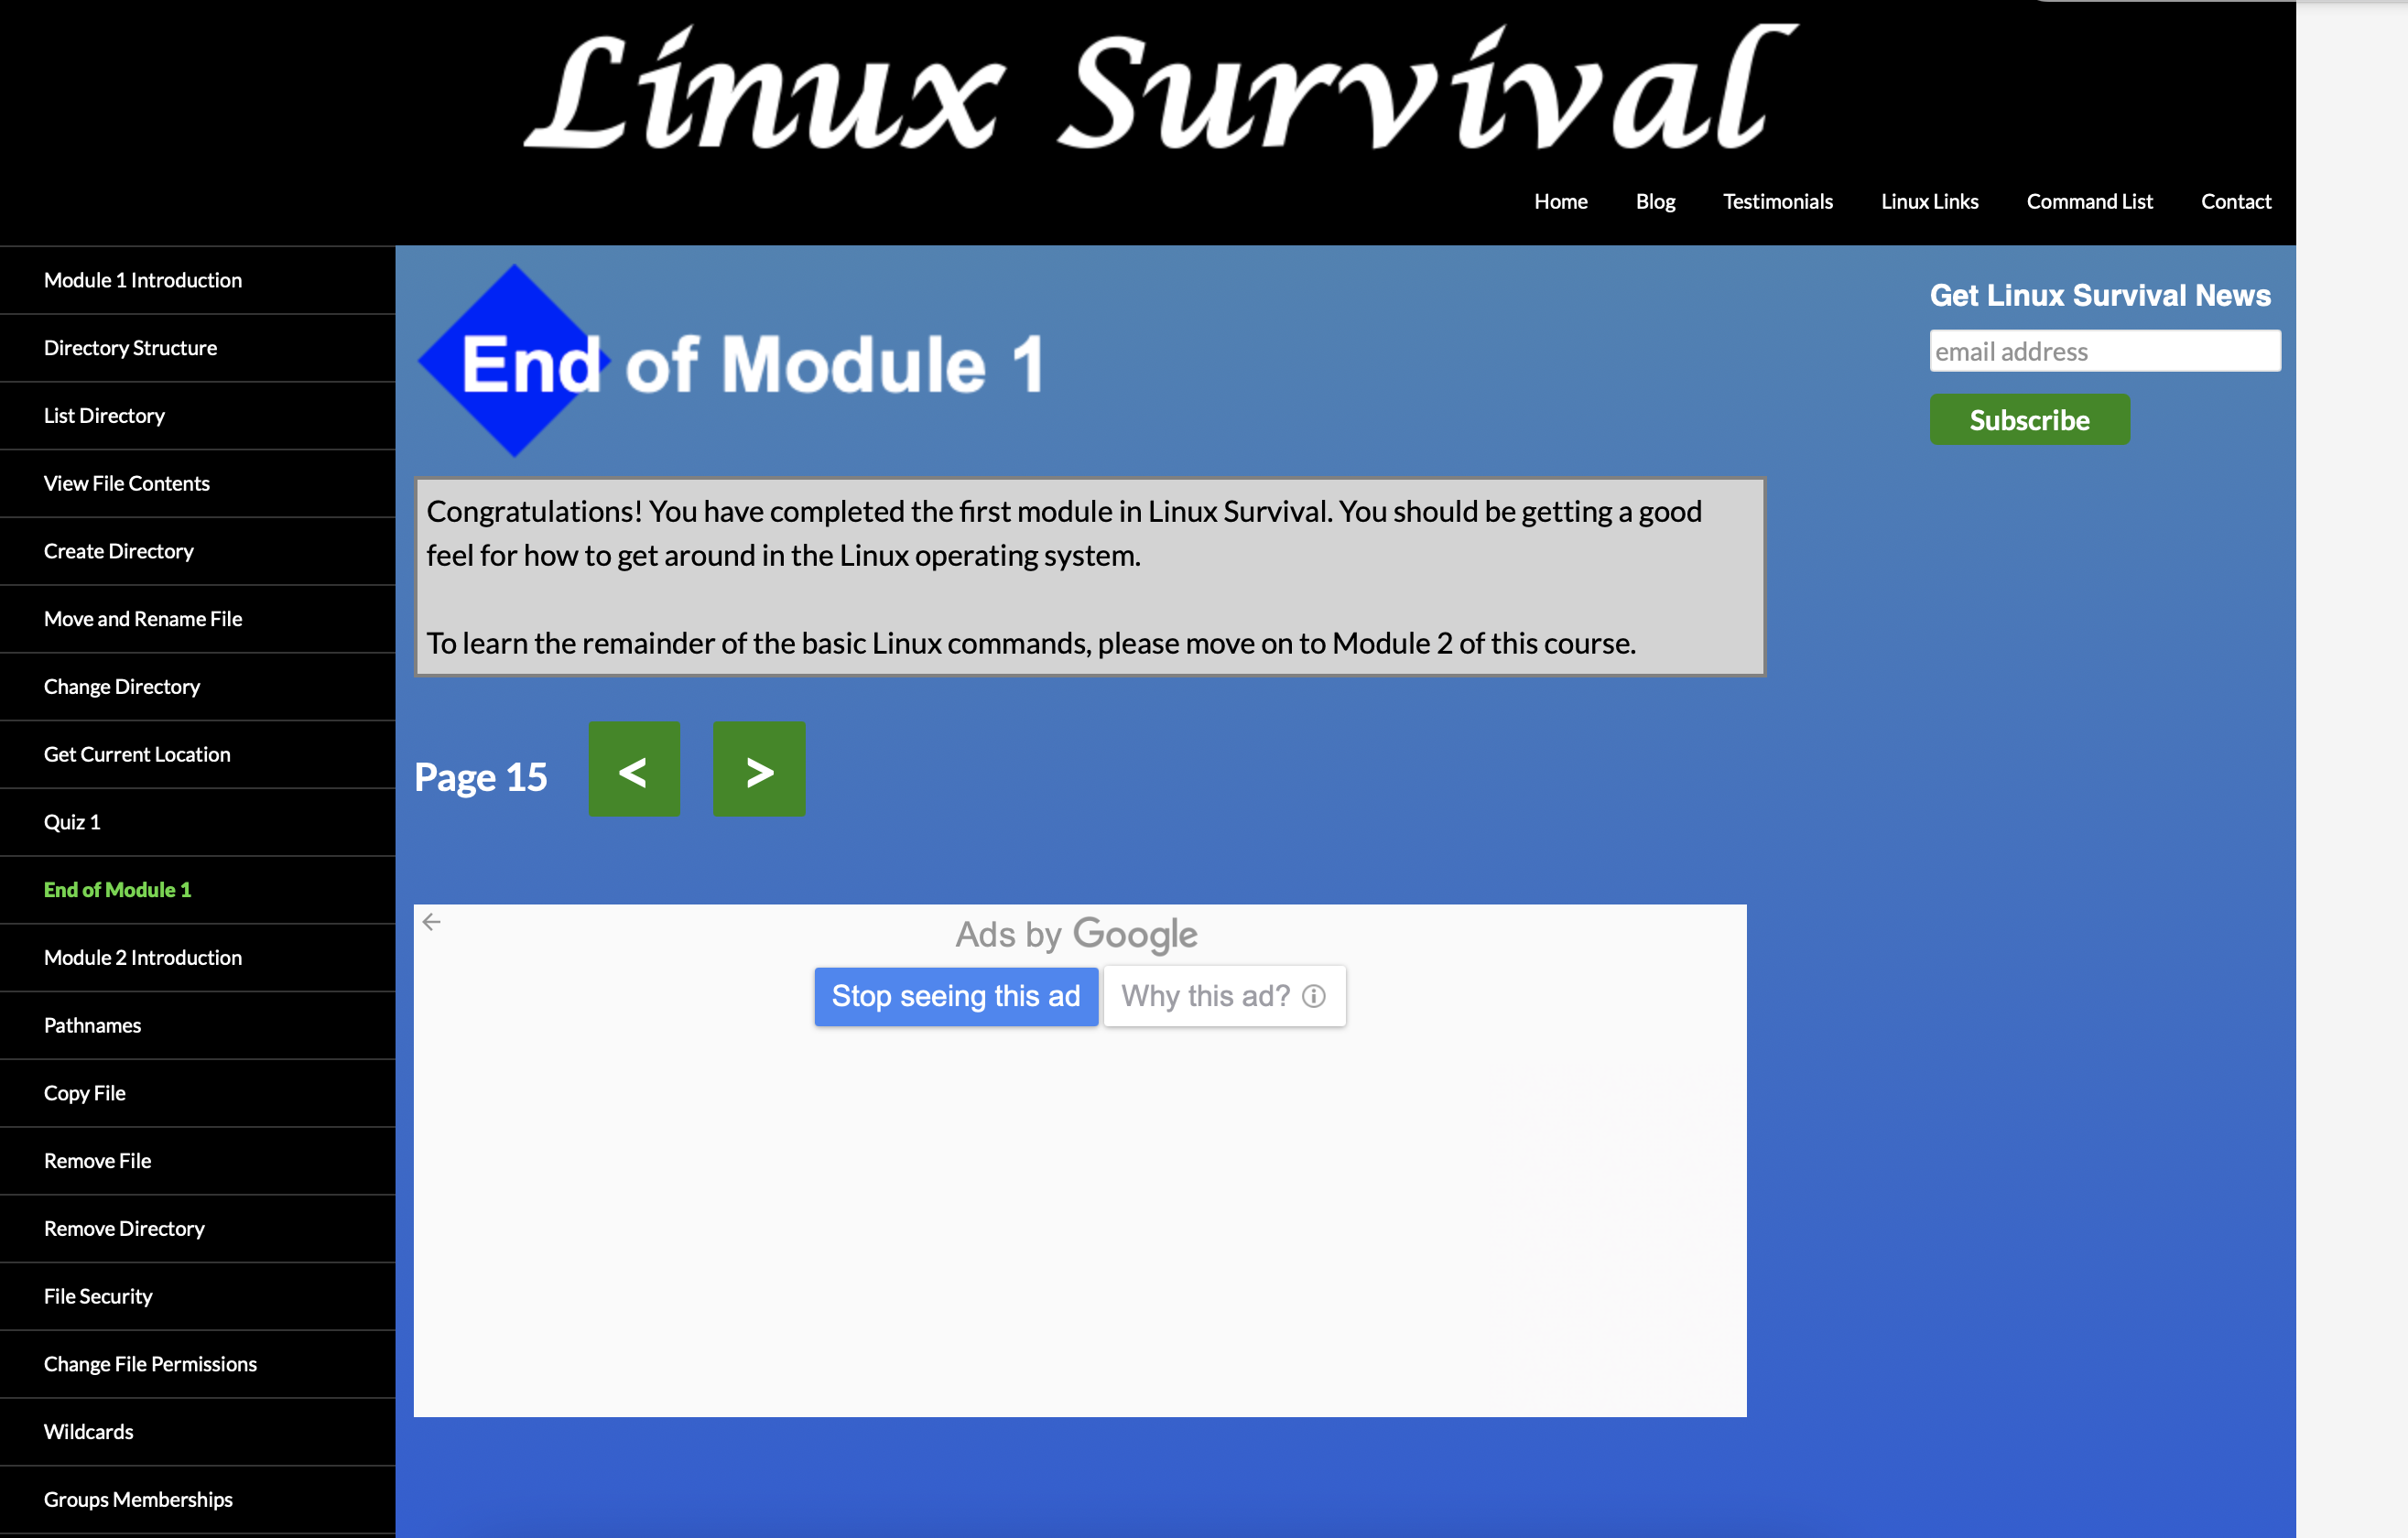 Linux Survival
Home Blog Testimonials Linux Links Command List Contact
Module 1 Introduction
Directory Structure
List Directory
View File Contents
Create Directory
Move and Rename File
Change Directory
Get Current Location
Quiz 1
End of Module 1
Module 2 Introduction
Pathnames
Copy File
Remove File
Remove Directory
File Security
Change File Permissions
Wildcards
Groups Memberships
End of Module 1
Congratulations! You have completed the first module in Linux Survival. You should be getting a good
feel for how to get around in the Linux operating system.
To learn the remainder of the basic Linux commands, please move on to Module 2 of this course.
Page 15 < >
Ads by Google
Stop seeing this ad Why this ad?
Get Linux Survival News
email address
Subscribe